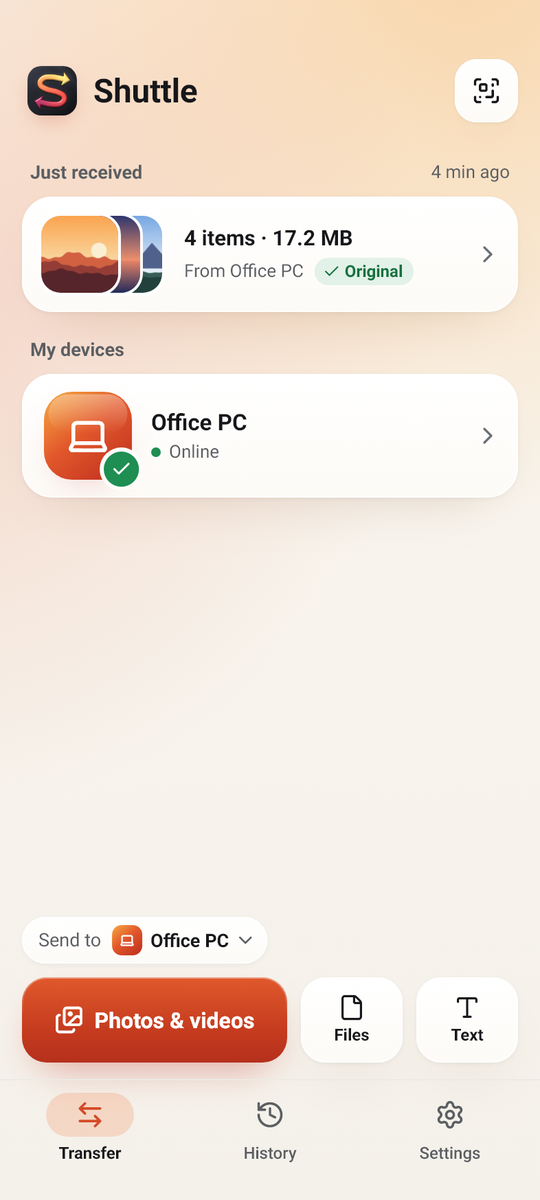 Shuttle
Just received
4 min ago
4 items · 17.2 MB
From Office PC
Original
My devices
Office PC
Online
Send to
Office PC
Photos & videos
Files
Text
Transfer
History
Settings